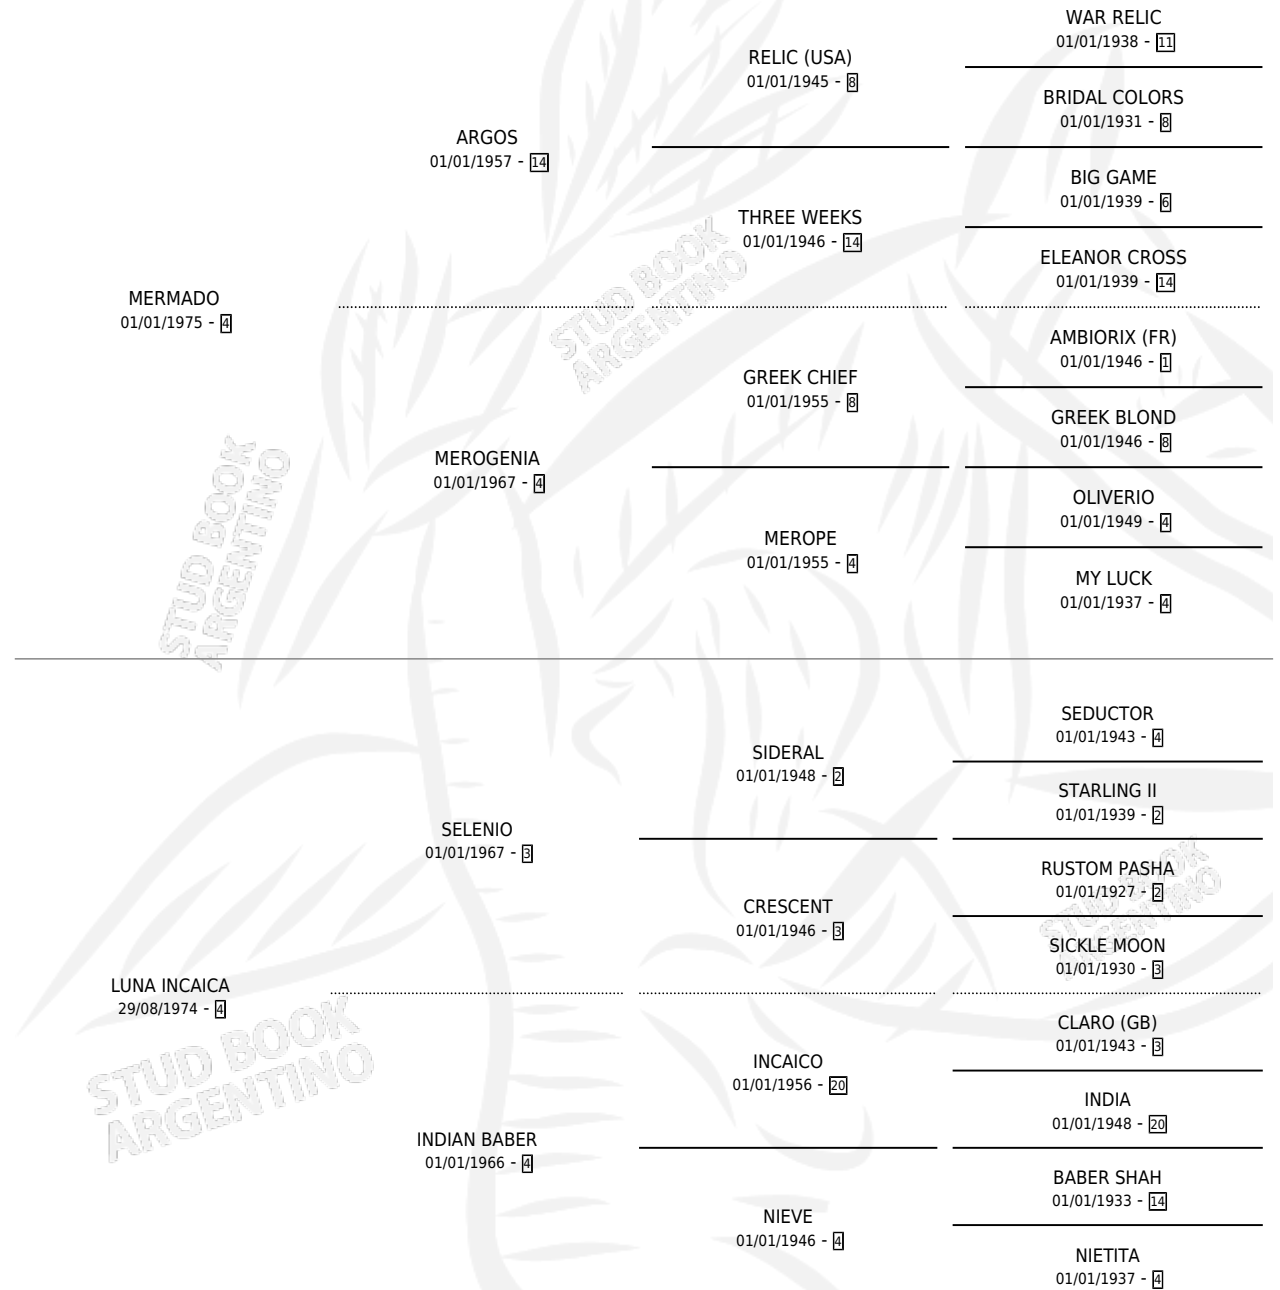 WAR RELIC
01/01/1938 - 11
RELIC (USA)
01/01/1945 - 8
BRIDAL COLORS
01/01/1931 - 8
ARGOS
01/01/1957 - 14
BIG GAME
01/01/1939 - 6
THREE WEEKS
01/01/1946 - 14
ELEANOR CROSS
01/01/1939 - 14
MERMADO
01/01/1975 - 4
STUD BOOK
ARGENTINO
AMBIORIX (FR)
01/01/1946 - 1
GREEK CHIEF
01/01/1955 - 8
GREEK BLOND
01/01/1946 - 8
MEROGENIA
01/01/1967 - 4
OLIVERIO
01/01/1949 - 4
MEROPE
01/01/1955 - 4
MY LUCK
01/01/1937 - 4
STUD BOOK
ARGENTINO
SEDUCTOR
01/01/1943 - 4
SIDERAL
01/01/1948 - 2
STARLING II
01/01/1939 - 2
SELENIO
01/01/1967 - 3
RUSTOM PASHA
01/01/1927 - 2
CRESCENT
01/01/1946 - 3
STUD BOOK
ARGENTINO
SICKLE MOON
01/01/1930 - 3
LUNA INCAICA
29/08/1974 - 4
STUD BOOK
ARGENTINO
CLARO (GB)
01/01/1943 - 3
INCAICO
01/01/1956 - 20
INDIA
01/01/1948 - 20
INDIAN BABER
01/01/1966 - 4
BABER SHAH
01/01/1933 - 14
NIEVE
01/01/1946 - 4
NIETITA
01/01/1937 - 4